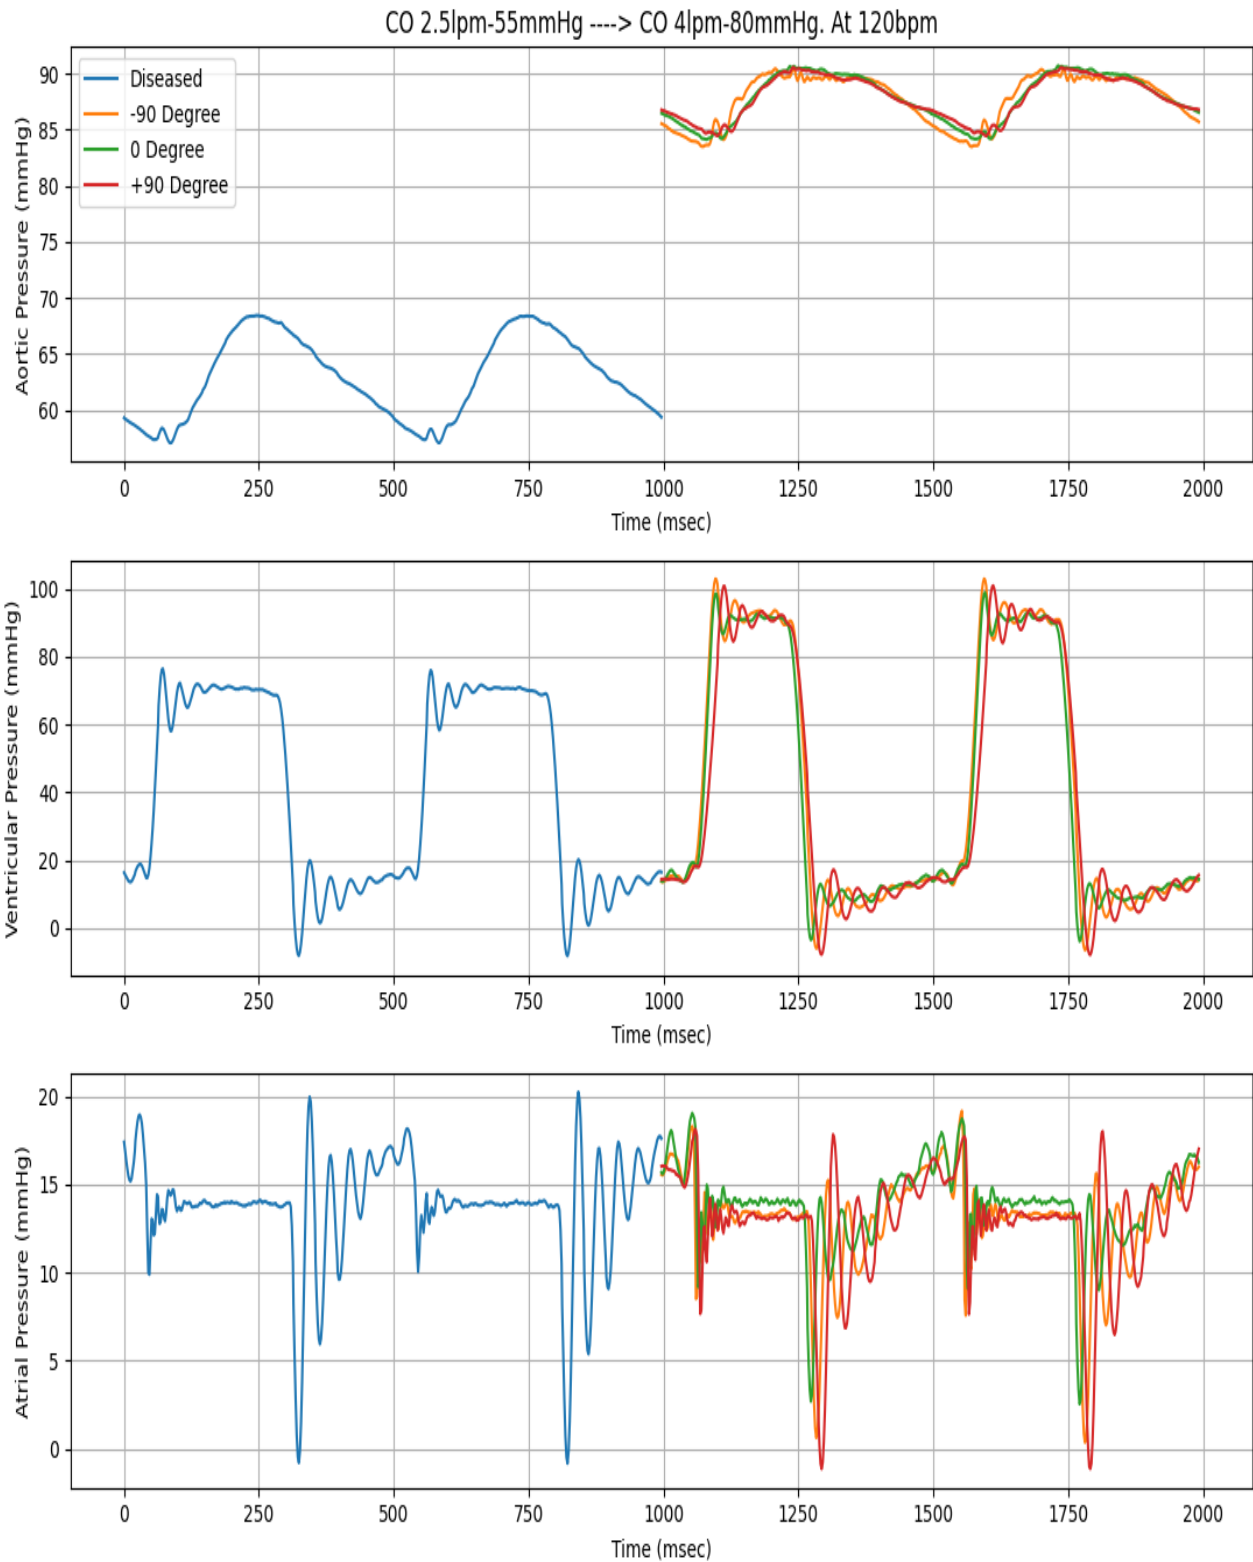 CO 2.5lpm-55mmHg ----> CO 4lpm-80mmHg. At 120bpm
Diseased
-90 Degree
0 Degree
+90 Degree
Aortic Pressure (mmHg)
90
85
80
75
70
65
60
0 250 500 750 1000 1250 1500 1750 2000
Time (msec)
Ventricular Pressure (mmHg)
100
80
60
40
20
0
0 250 500 750 1000 1250 1500 1750 2000
Time (msec)
Atrial Pressure (mmHg)
20
15
10
5
0
0 250 500 750 1000 1250 1500 1750 2000
Time (msec)